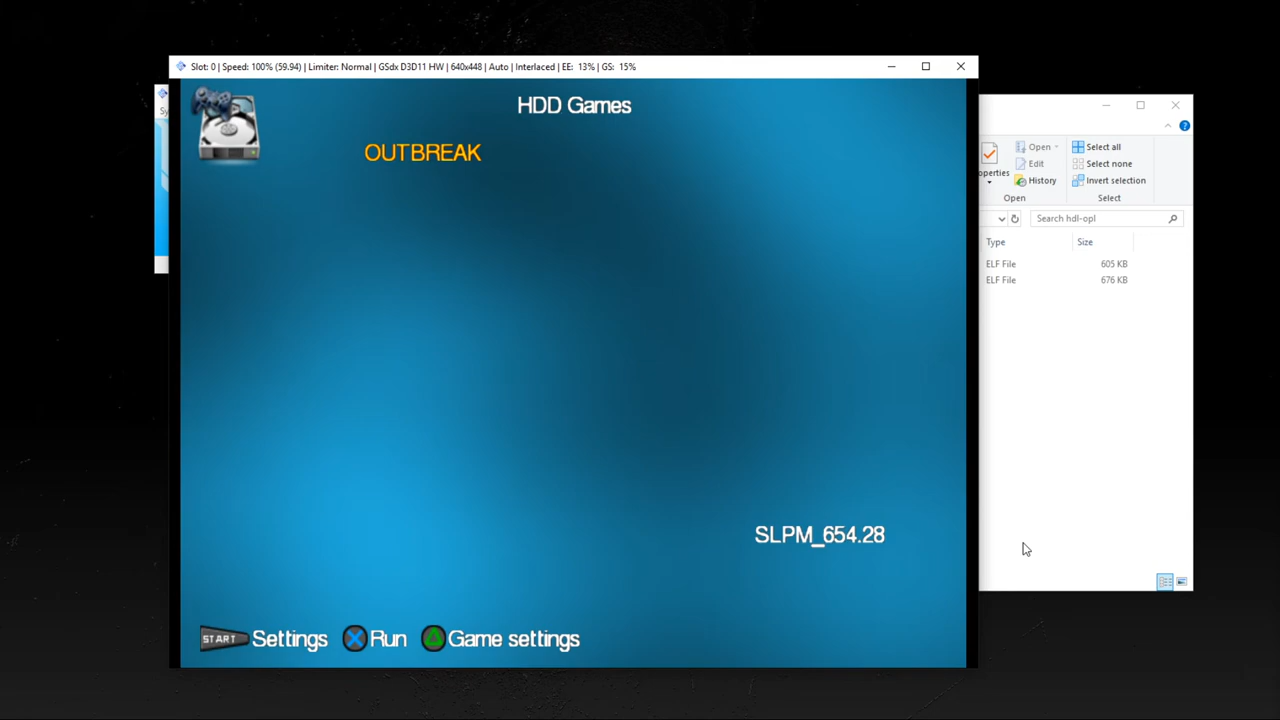 Slot: 0 | Speed: 100% (59.94) | Limiter: Normal | GSdx D3D11 HW | 640x448 | Auto | Interlaced | EE: 13% | GS: 15%
Sy
HDD Games
OUTBREAK
Open
Select all
Edit
Select none
operties
History
Invert selection
Open
Select
Search hdl-opl
Type
Size
ELF File
605 KB
ELF File
676 KB
SLPM_654.28
START
Settings
Run
Game settings